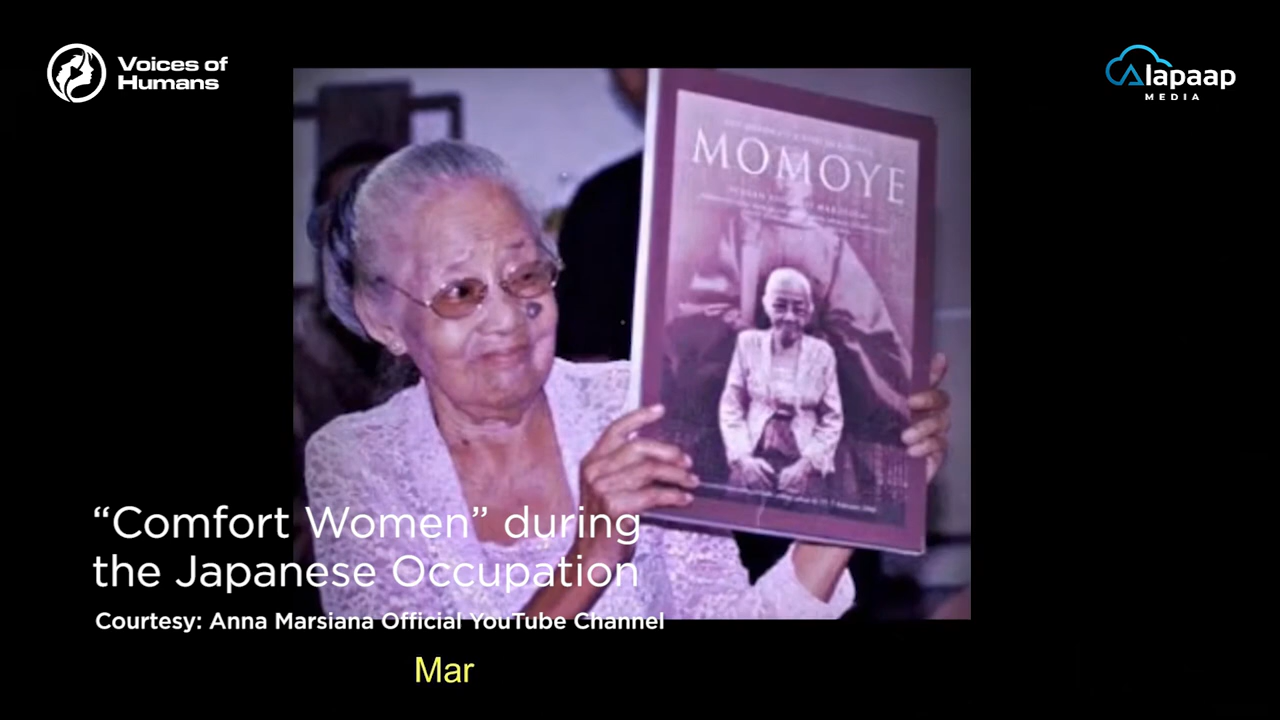 Voices of
Humans
Alapaap
MEDIA
MOMOYE
“Comfort Women” during
the Japanese Occupation
Courtesy: Anna Marsiana Official YouTube Channel
Mar